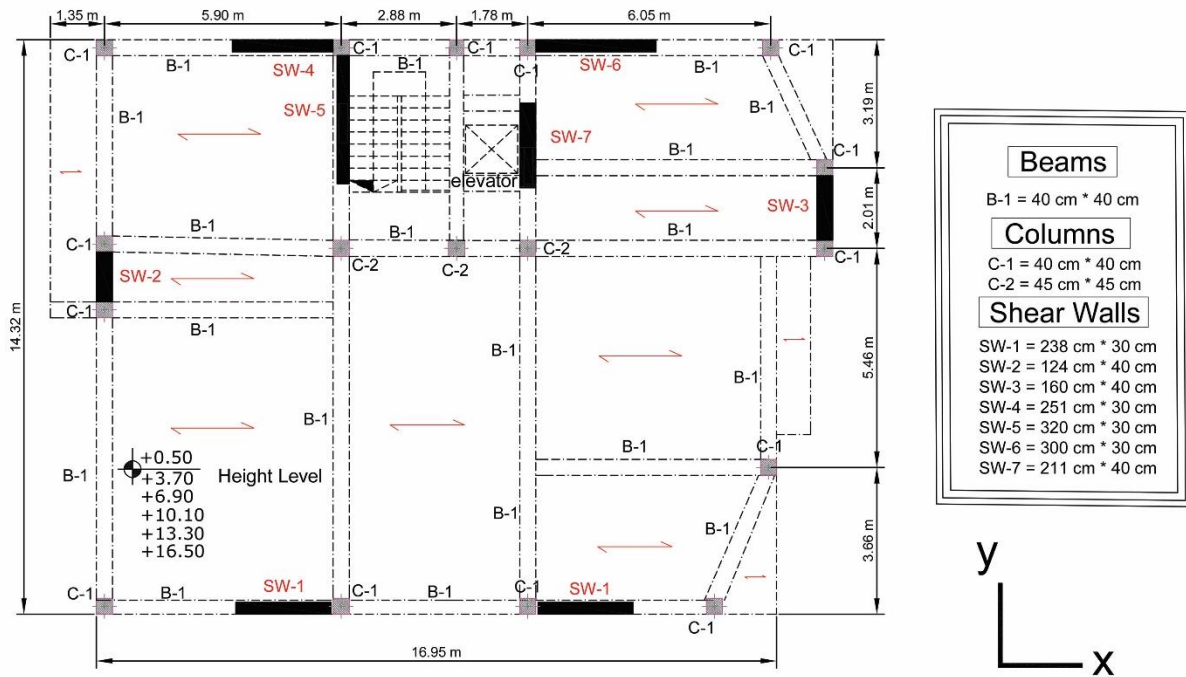 1.35 m
5.90 m
2.88 m
1.78 m
6.05 m
C-1
C-1
C-1
C-1
C-1
B-1
SW-4
B-1
SW-6
B-1
B-1
SW-5
B-1
SW-7
3.19 m
B-1
C-1
elevator
SW-3
2.01 m
B-1
B-1
B-1
C-1
C-2
C-2
C-2
C-1
SW-2
C-1
B-1
14.32 m
B-1
B-1
5.46 m
B-1
B-1
C-1
B-1
+0.50
Height Level
+3.70
+6.90
+10.10
+13.30
+16.50
B-1
B-1
3.66 m
C-1
B-1
SW-1
C-1
B-1
C-1
SW-1
C-1
16.95 m
Beams
B-1 = 40 cm * 40 cm
Columns
C-1 = 40 cm * 40 cm
C-2 = 45 cm * 45 cm
Shear Walls
SW-1 = 238 cm * 30 cm
SW-2 = 124 cm * 40 cm
SW-3 = 160 cm * 40 cm
SW-4 = 251 cm * 30 cm
SW-5 = 320 cm * 30 cm
SW-6 = 300 cm * 30 cm
SW-7 = 211 cm * 40 cm
y
x